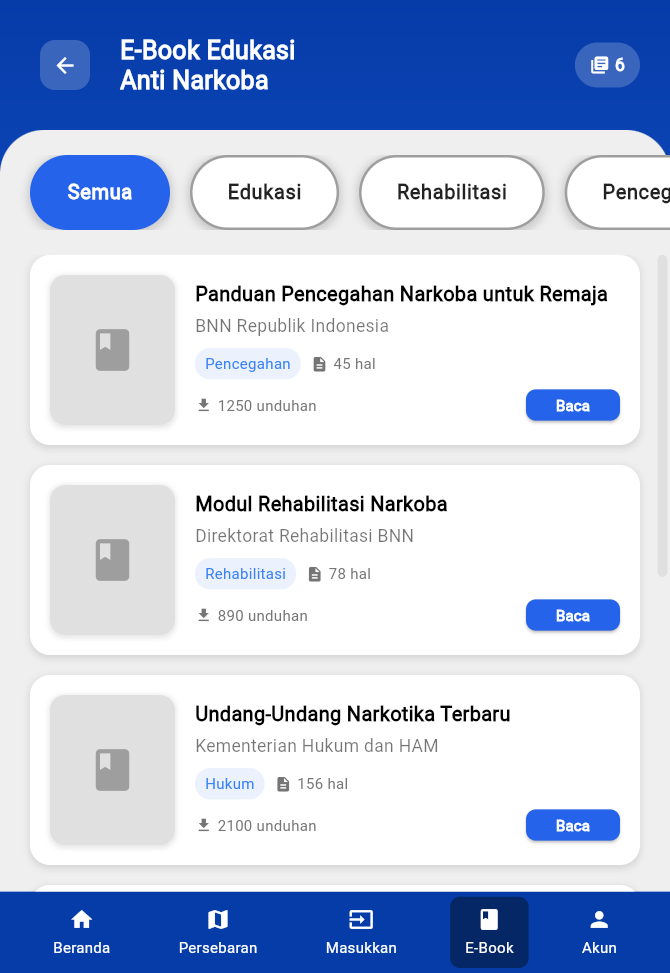 E-Book Edukasi
Anti Narkoba
6
Semua
Edukasi
Rehabilitasi
Penceg
Panduan Pencegahan Narkoba untuk Remaja
BNN Republik Indonesia
Pencegahan
45 hal
1250 unduhan
Baca
Modul Rehabilitasi Narkoba
Direktorat Rehabilitasi BNN
Rehabilitasi
78 hal
890 unduhan
Baca
Undang-Undang Narkotika Terbaru
Kementerian Hukum dan HAM
Hukum
156 hal
2100 unduhan
Baca
Beranda
Persebaran
Masukkan
E-Book
Akun